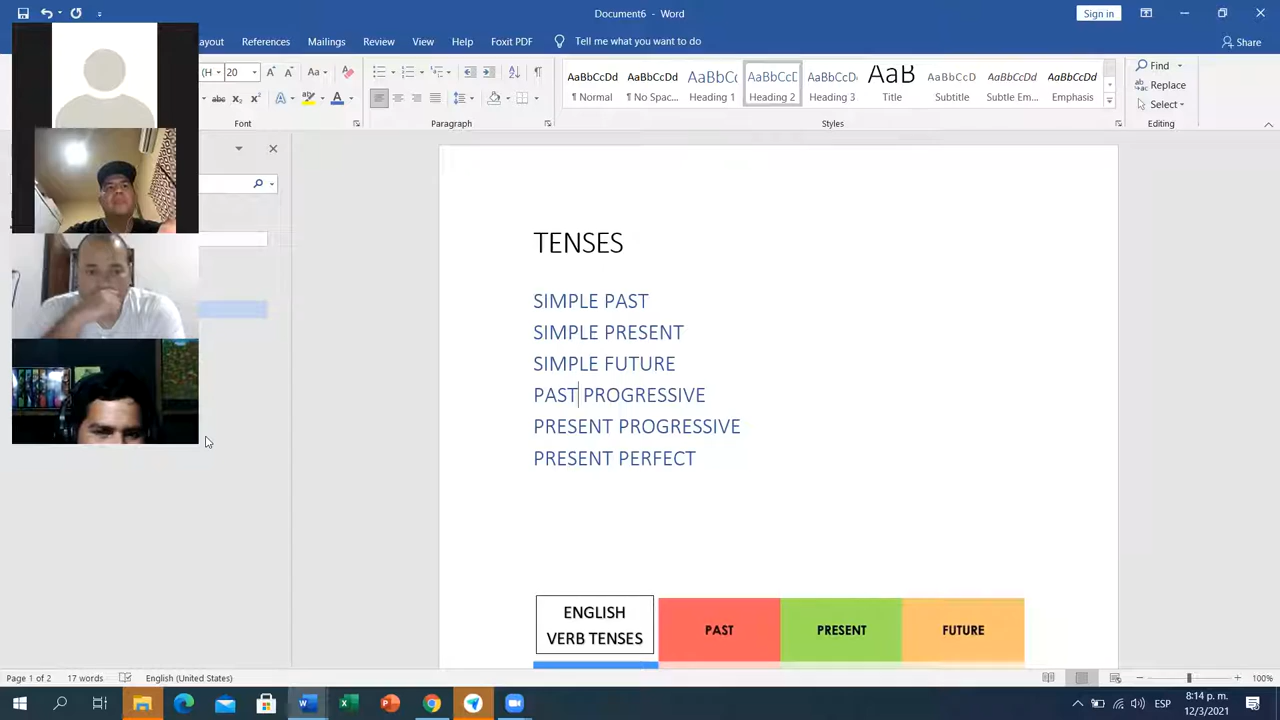 Document6 - Word
Sign in
ayout References Mailings Review View Help Foxit PDF Tell me what you want to do
Share
20
Aa
AaBbCcDd AaBbCcDd AaBbCc AaBbCcD AaBbCcD AaB AaBbCcD AaBbCcDd AaBbCcDd
¶ Normal ¶ No Spac... Heading 1 Heading 2 Heading 3 Title Subtitle Subtle Em... Emphasis
Find
Replace
Select
Font Paragraph Styles Editing
TENSES
SIMPLE PAST
SIMPLE PRESENT
SIMPLE FUTURE
PAST PROGRESSIVE
PRESENT PROGRESSIVE
PRESENT PERFECT
ENGLISH
VERB TENSES
PAST PRESENT FUTURE
Page 1 of 2 17 words English (United States) 100%
ESP
8:14 p. m.
12/3/2021